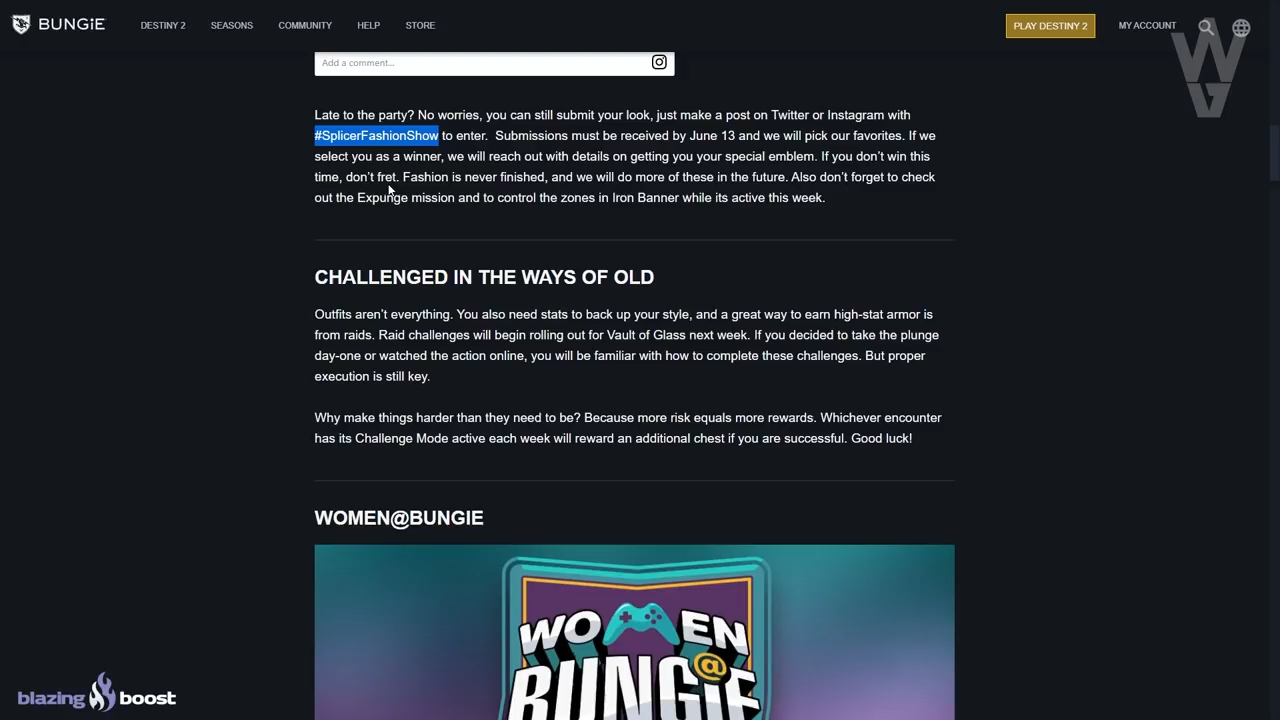 BUNGiE DESTINY 2 SEASONS COMMUNITY HELP STORE PLAY DESTINY 2 MY ACCOUNT
Add a comment...
Late to the party? No worries, you can still submit your look, just make a post on Twitter or Instagram with
#SplicerFashionShow to enter.  Submissions must be received by June 13 and we will pick our favorites. If we
select you as a winner, we will reach out with details on getting you your special emblem. If you don’t win this
time, don’t fret. Fashion is never finished, and we will do more of these in the future. Also don’t forget to check
out the Expunge mission and to control the zones in Iron Banner while its active this week.
CHALLENGED IN THE WAYS OF OLD
Outfits aren’t everything. You also need stats to back up your style, and a great way to earn high-stat armor is
from raids. Raid challenges will begin rolling out for Vault of Glass next week. If you decided to take the plunge
day-one or watched the action online, you will be familiar with how to complete these challenges. But proper
execution is still key.
Why make things harder than they need to be? Because more risk equals more rewards. Whichever encounter
has its Challenge Mode active each week will reward an additional chest if you are successful. Good luck!
WOMEN@BUNGIE
WOMEN
@
BUNGiE
blazing boost